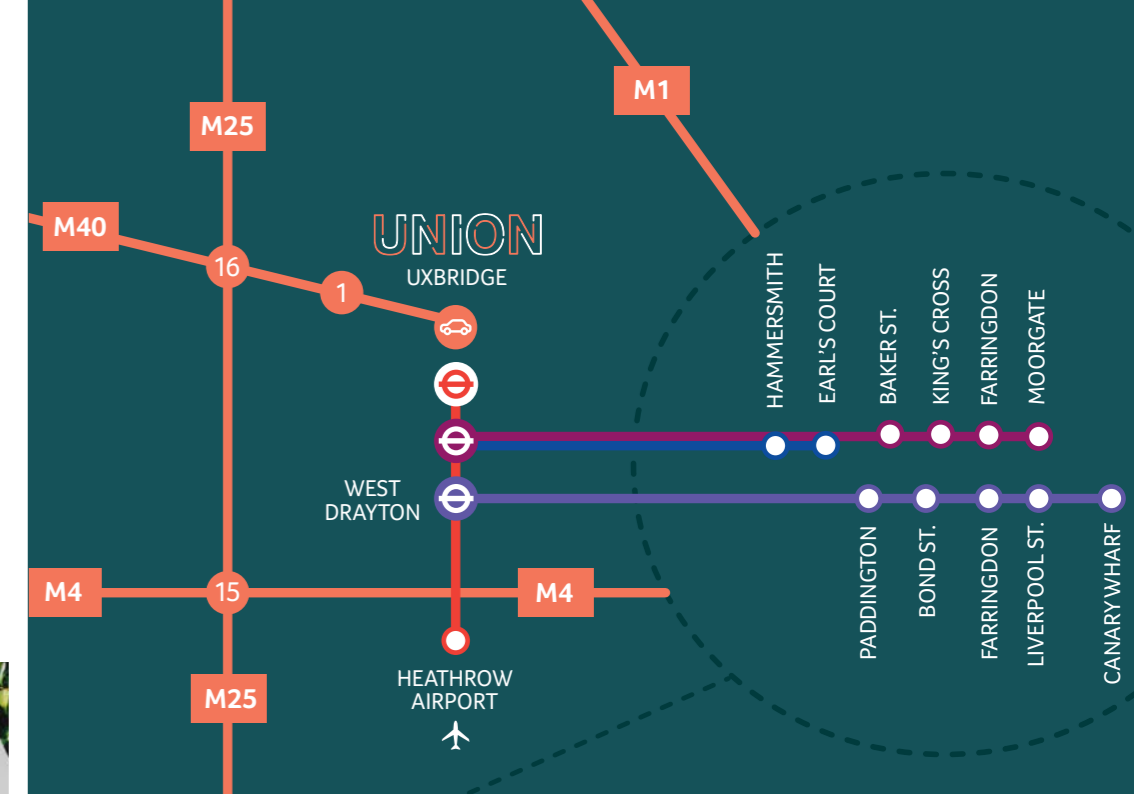 M1
M25
M40
UNION
UXBRIDGE
16
1
HAMMERSMITH
EARL'S COURT
BAKER ST.
KING'S CROSS
FARRINGDON
MOORGATE
WEST
DRAYTON
PADDINGTON
BOND ST.
FARRINGDON
LIVERPOOL ST.
CANARY WHARF
M4
15
M4
HEATHROW
AIRPORT
M25